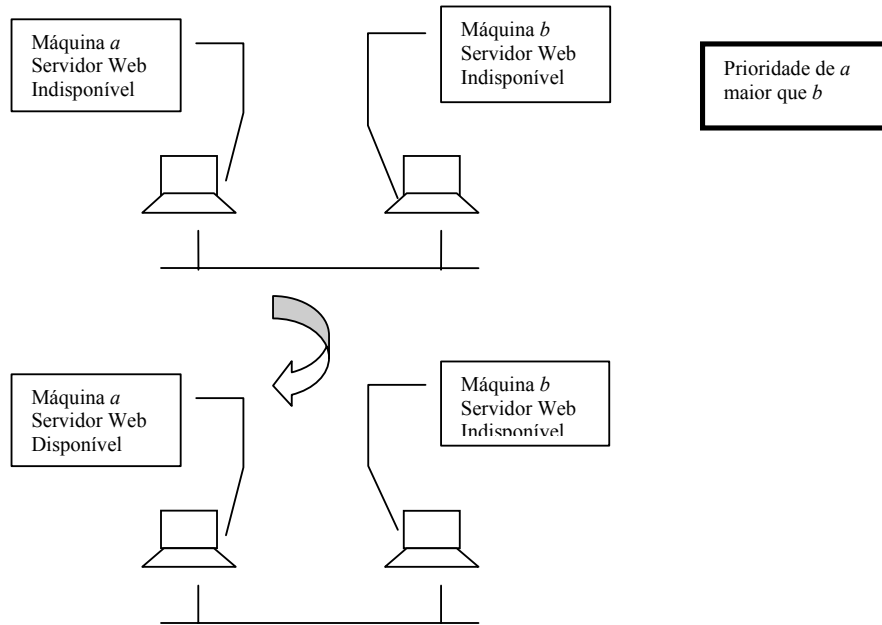 Máquina a
Servidor Web
Indisponível
Máquina b
Servidor Web
Indisponível
Prioridade de a
maior que b
Máquina a
Servidor Web
Disponível
Máquina b
Servidor Web
Indisponível